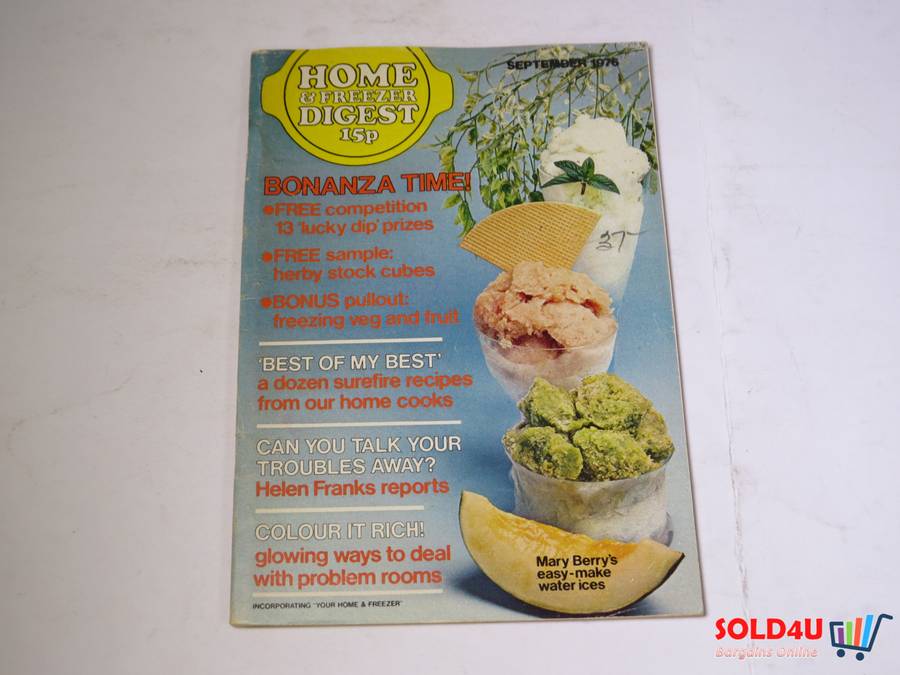 HOME
& FREEZER
DIGEST
15p
SEPTEMBER 1976
BONANZA TIME!
•FREE competition
13 'lucky dip' prizes
•FREE sample:
herby stock cubes
•BONUS pullout:
freezing veg and fruit
'BEST OF MY BEST'
a dozen surefire recipes
from our home cooks
CAN YOU TALK YOUR
TROUBLES AWAY?
Helen Franks reports
COLOUR IT RICH!
glowing ways to deal
with problem rooms
INCORPORATING "YOUR HOME & FREEZER"
27
Mary Berry's
easy-make
water ices
SOLD4U
Bargains Online